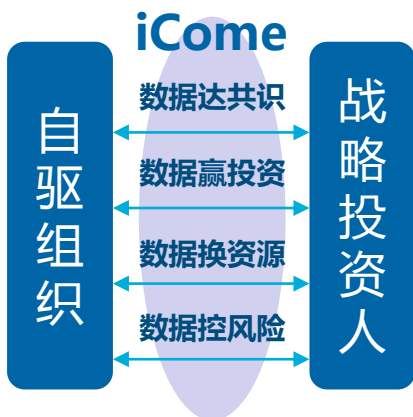 iCome
自驱组织
数据达共识
数据赢投资
数据换资源
数据控风险
战略投资人